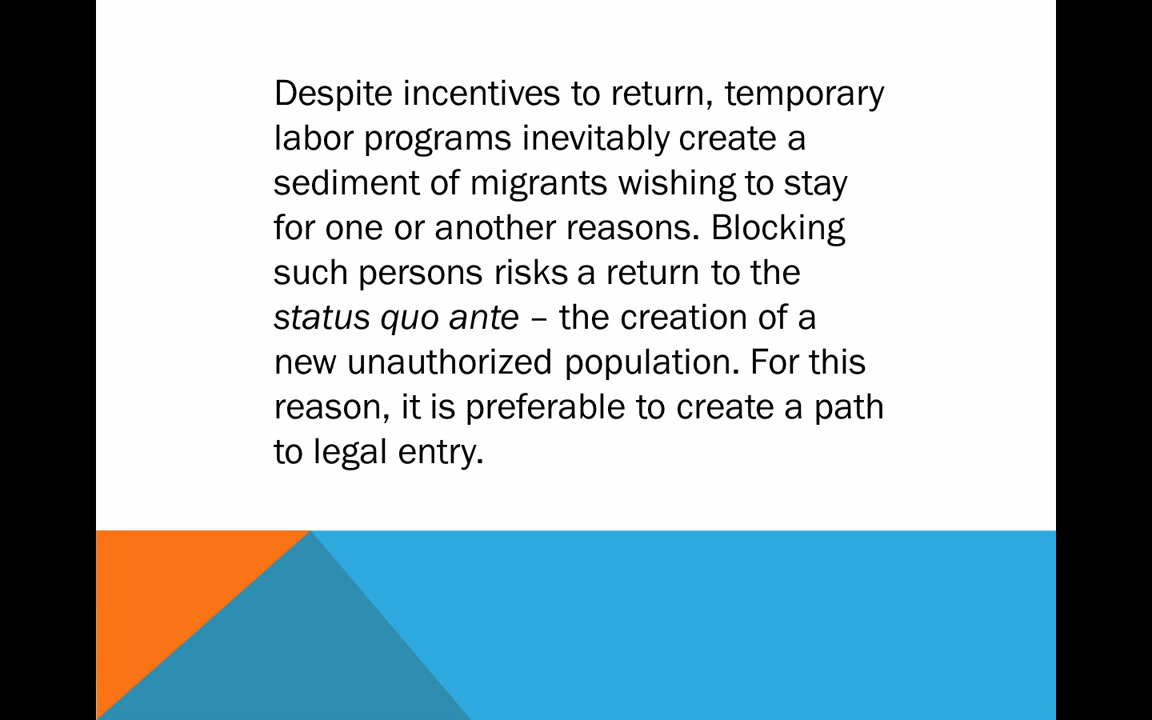 Despite incentives to return, temporary
labor programs inevitably create a
sediment of migrants wishing to stay
for one or another reasons. Blocking
such persons risks a return to the
status quo ante – the creation of a
new unauthorized population. For this
reason, it is preferable to create a path
to legal entry.